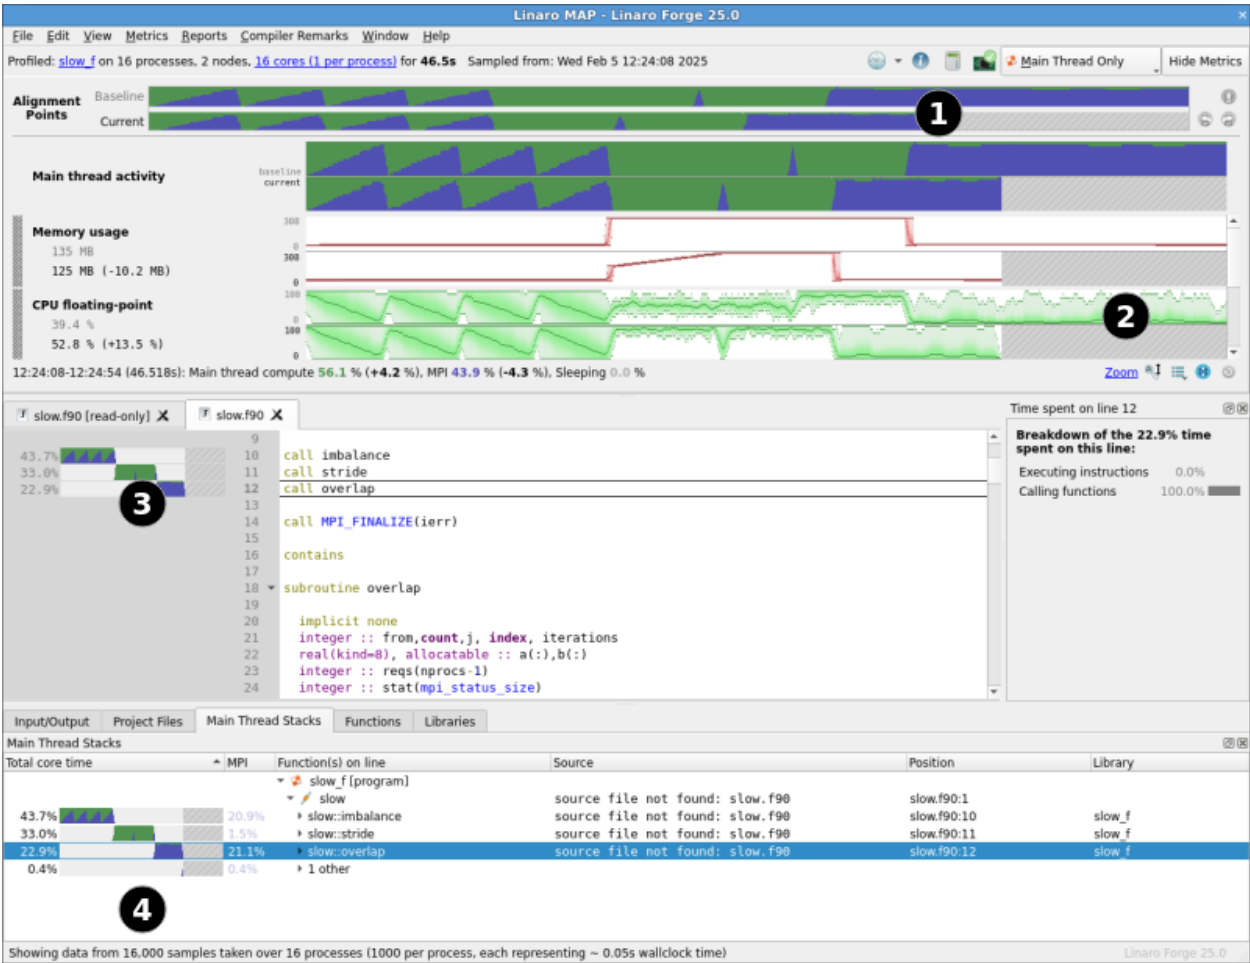 Linaro MAP - Linaro Forge 25.0
File Edit View Metrics Reports Compiler Remarks Window Help
Profiled: slow_f on 16 processes, 2 nodes, 16 cores (1 per process) for 46.5s Sampled from: Wed Feb 5 12:24:08 2025 Main Thread Only Hide Metrics
Alignment Points
Baseline
Current
1
Main thread activity
baseline
current
Memory usage
135 MB
125 MB (-10.2 MB)
308
0
308
0
CPU floating-point
39.4 %
52.8 % (+13.5 %)
100
0
100
0
2
12:24:08-12:24:54 (46.518s): Main thread compute 56.1 % (+4.2 %), MPI 43.9 % (-4.3 %), Sleeping 0.0 % Zoom
slow.f90 [read-only] slow.f90
Time spent on line 12
Breakdown of the 22.9% time
spent on this line:
Executing instructions 0.0%
Calling functions 100.0%
9
43.7% 10 call imbalance
33.0% 11 call stride
22.9% 12 call overlap
3
13
14 call MPI_FINALIZE(ierr)
15
16 contains
17
18 subroutine overlap
19
20 implicit none
21 integer :: from,count,j, index, iterations
22 real(kind=8), allocatable :: a(:),b(:)
23 integer :: reqs(nprocs-1)
24 integer :: stat(mpi_status_size)
Input/Output Project Files Main Thread Stacks Functions Libraries
Main Thread Stacks
Total core time MPI Function(s) on line Source Position Library
slow_f [program]
slow source file not found: slow.f90 slow.f90:1
43.7% 20.9% slow::imbalance source file not found: slow.f90 slow.f90:10 slow_f
33.0% 1.5% slow::stride source file not found: slow.f90 slow.f90:11 slow_f
22.9% 21.1% slow::overlap source file not found: slow.f90 slow.f90:12 slow_f
0.4% 0.4% 1 other
4
Showing data from 16,000 samples taken over 16 processes (1000 per process, each representing ~ 0.05s wallclock time) Linaro Forge 25.0